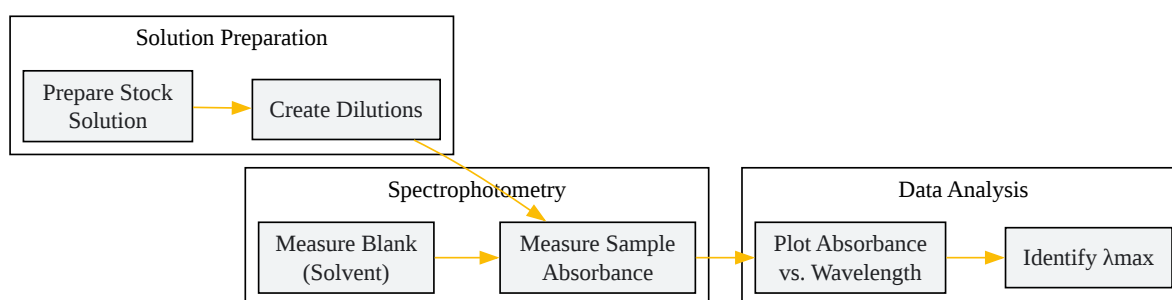 Solution Preparation
Prepare Stock
Solution
Create Dilutions
Spectrophotometry
Measure Blank
(Solvent)
Measure Sample
Absorbance
Data Analysis
Plot Absorbance
vs. Wavelength
Identify λmax